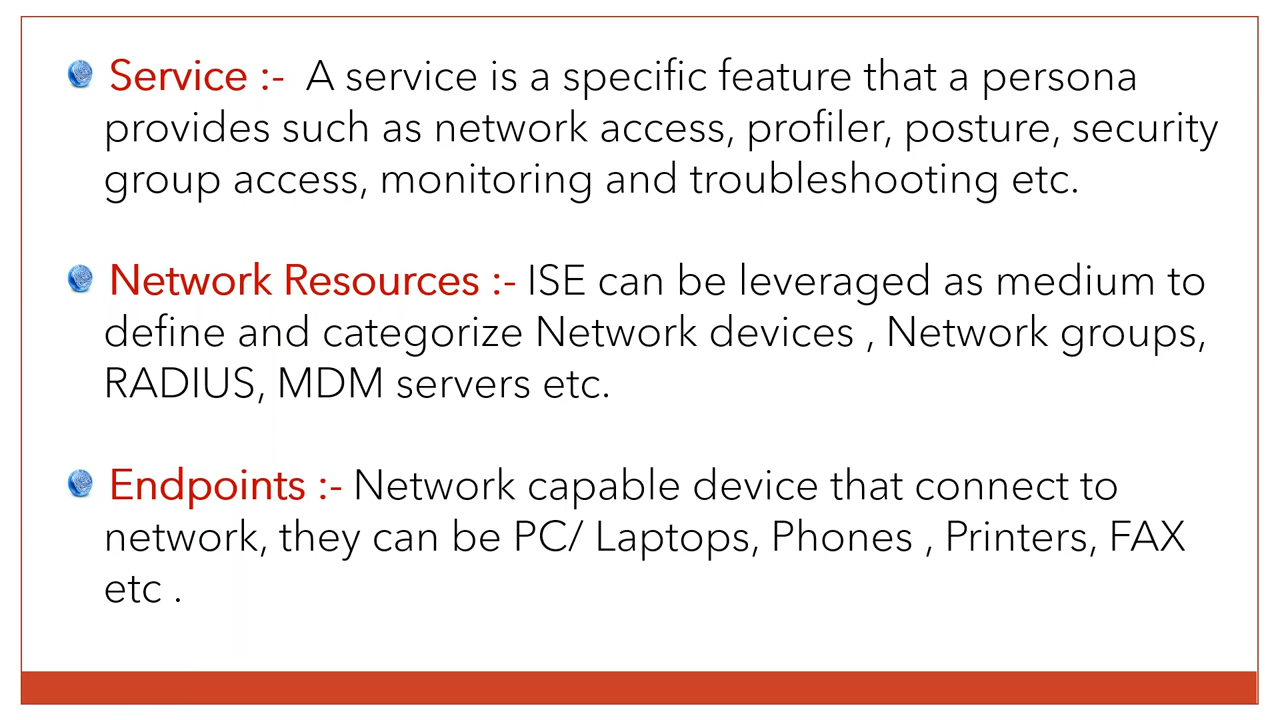 Service :- A service is a specific feature that a persona
provides such as network access, profiler, posture, security
group access, monitoring and troubleshooting etc.
Network Resources :- ISE can be leveraged as medium to
define and categorize Network devices , Network groups,
RADIUS, MDM servers etc.
Endpoints :- Network capable device that connect to
network, they can be PC/ Laptops, Phones , Printers, FAX
etc .